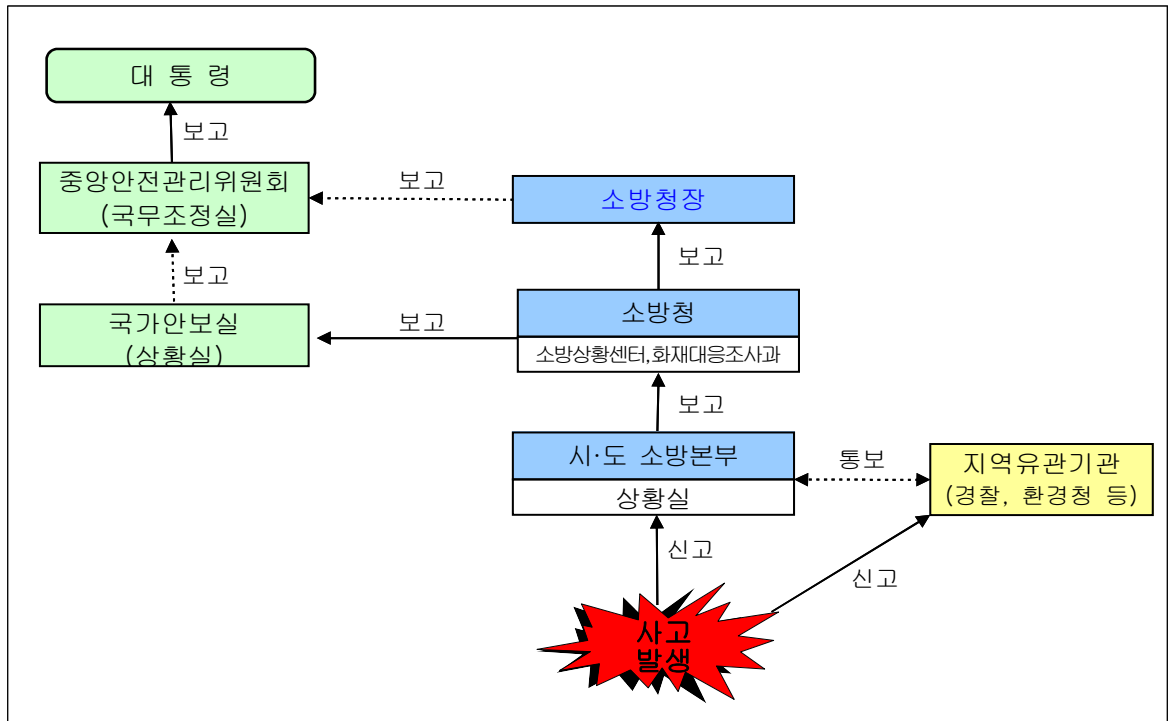 대 통 령
보고
중앙안전관리위원회
(국무조정실)
보고
소방청장
보고
보고
국가안보실
(상황실)
보고
소방청
소방상황센터,화재대응조사과
보고
시·도 소방본부
상황실
통보
지역유관기관
(경찰, 환경청 등)
신고
신고
사고
발생